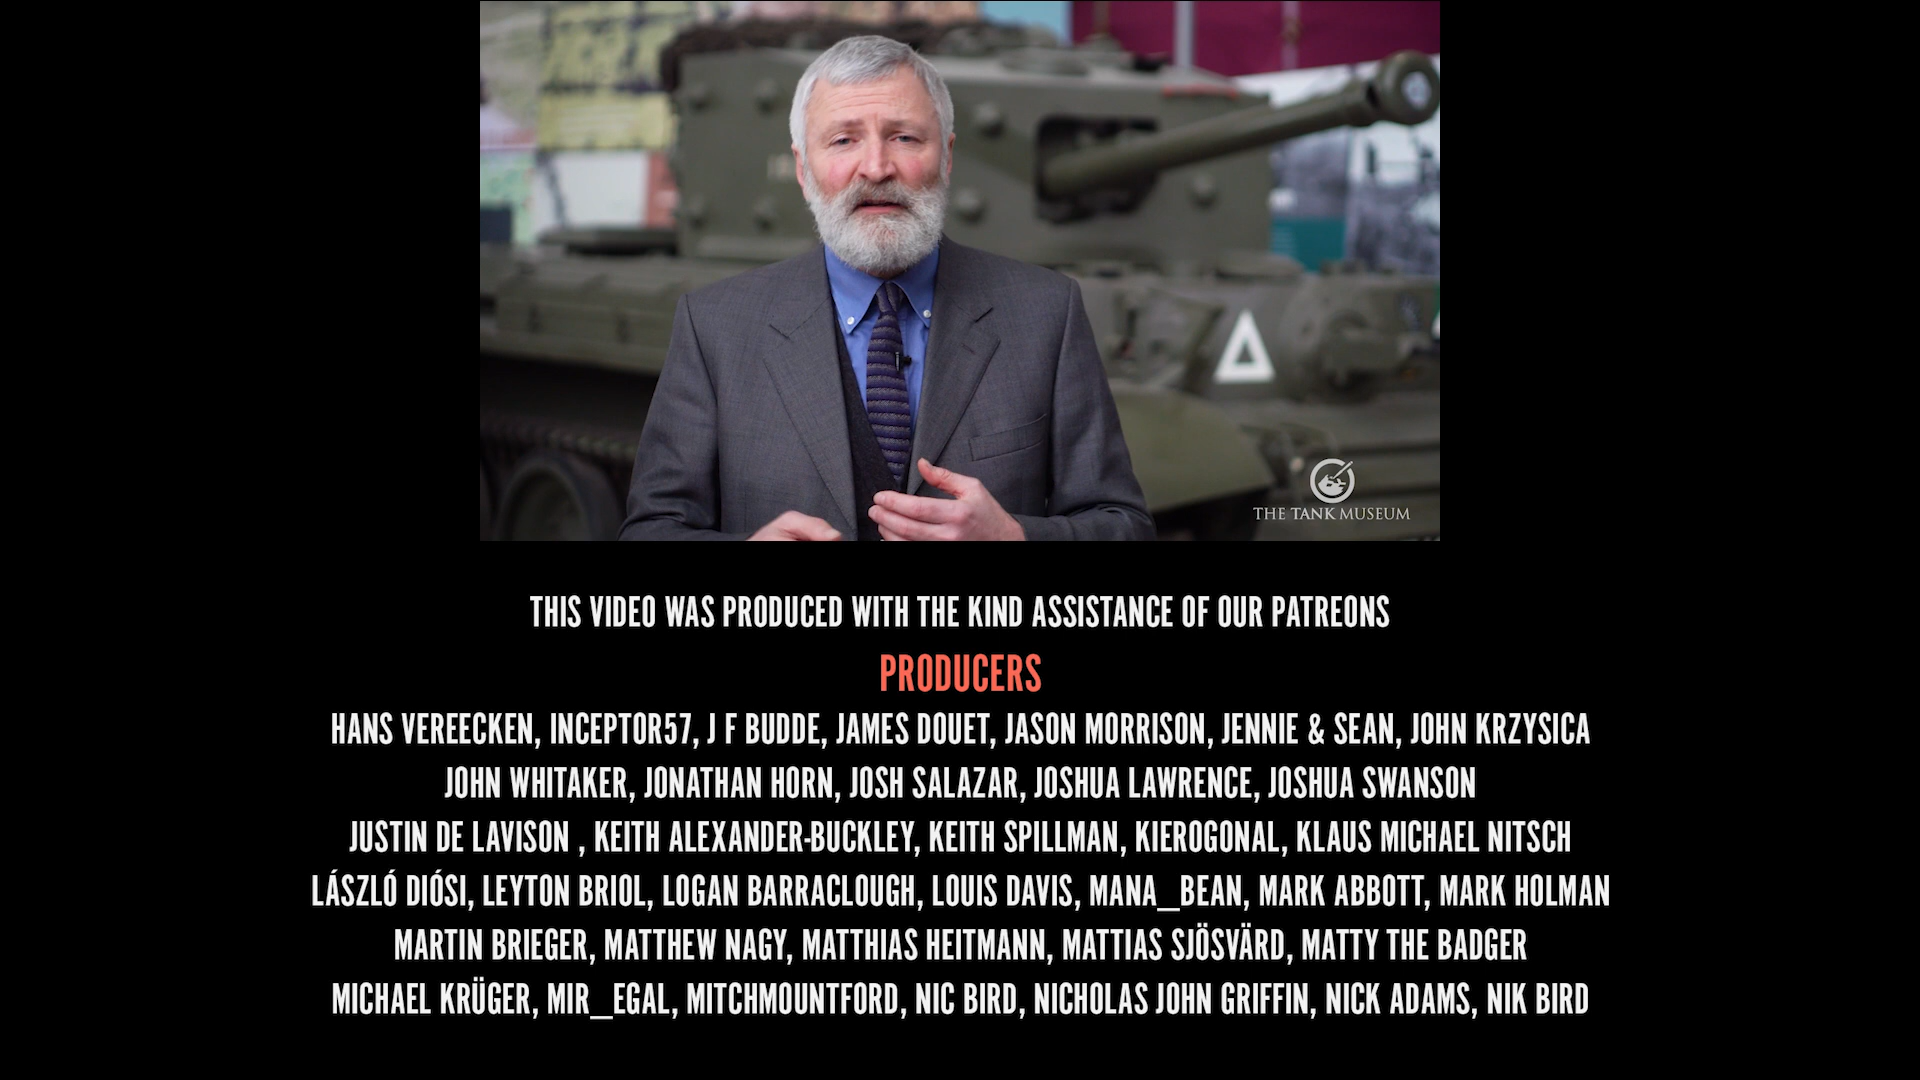 THE TANK MUSEUM
THIS VIDEO WAS PRODUCED WITH THE KIND ASSISTANCE OF OUR PATREONS
PRODUCERS
HANS VEREECKEN, INCEPTOR57, J F BUDDE, JAMES DOUET, JASON MORRISON, JENNIE & SEAN, JOHN KRZYSICA
JOHN WHITAKER, JONATHAN HORN, JOSH SALAZAR, JOSHUA LAWRENCE, JOSHUA SWANSON
JUSTIN DE LAVISON , KEITH ALEXANDER-BUCKLEY, KEITH SPILLMAN, KIEROGONAL, KLAUS MICHAEL NITSCH
LÁSZLÓ DIÓSI, LEYTON BRIOL, LOGAN BARRACLOUGH, LOUIS DAVIS, MANA_BEAN, MARK ABBOTT, MARK HOLMAN
MARTIN BRIEGER, MATTHEW NAGY, MATTHIAS HEITMANN, MATTIAS SJÖSVÄRD, MATTY THE BADGER
MICHAEL KRÜGER, MIR_EGAL, MITCHMOUNTFORD, NIC BIRD, NICHOLAS JOHN GRIFFIN, NICK ADAMS, NIK BIRD